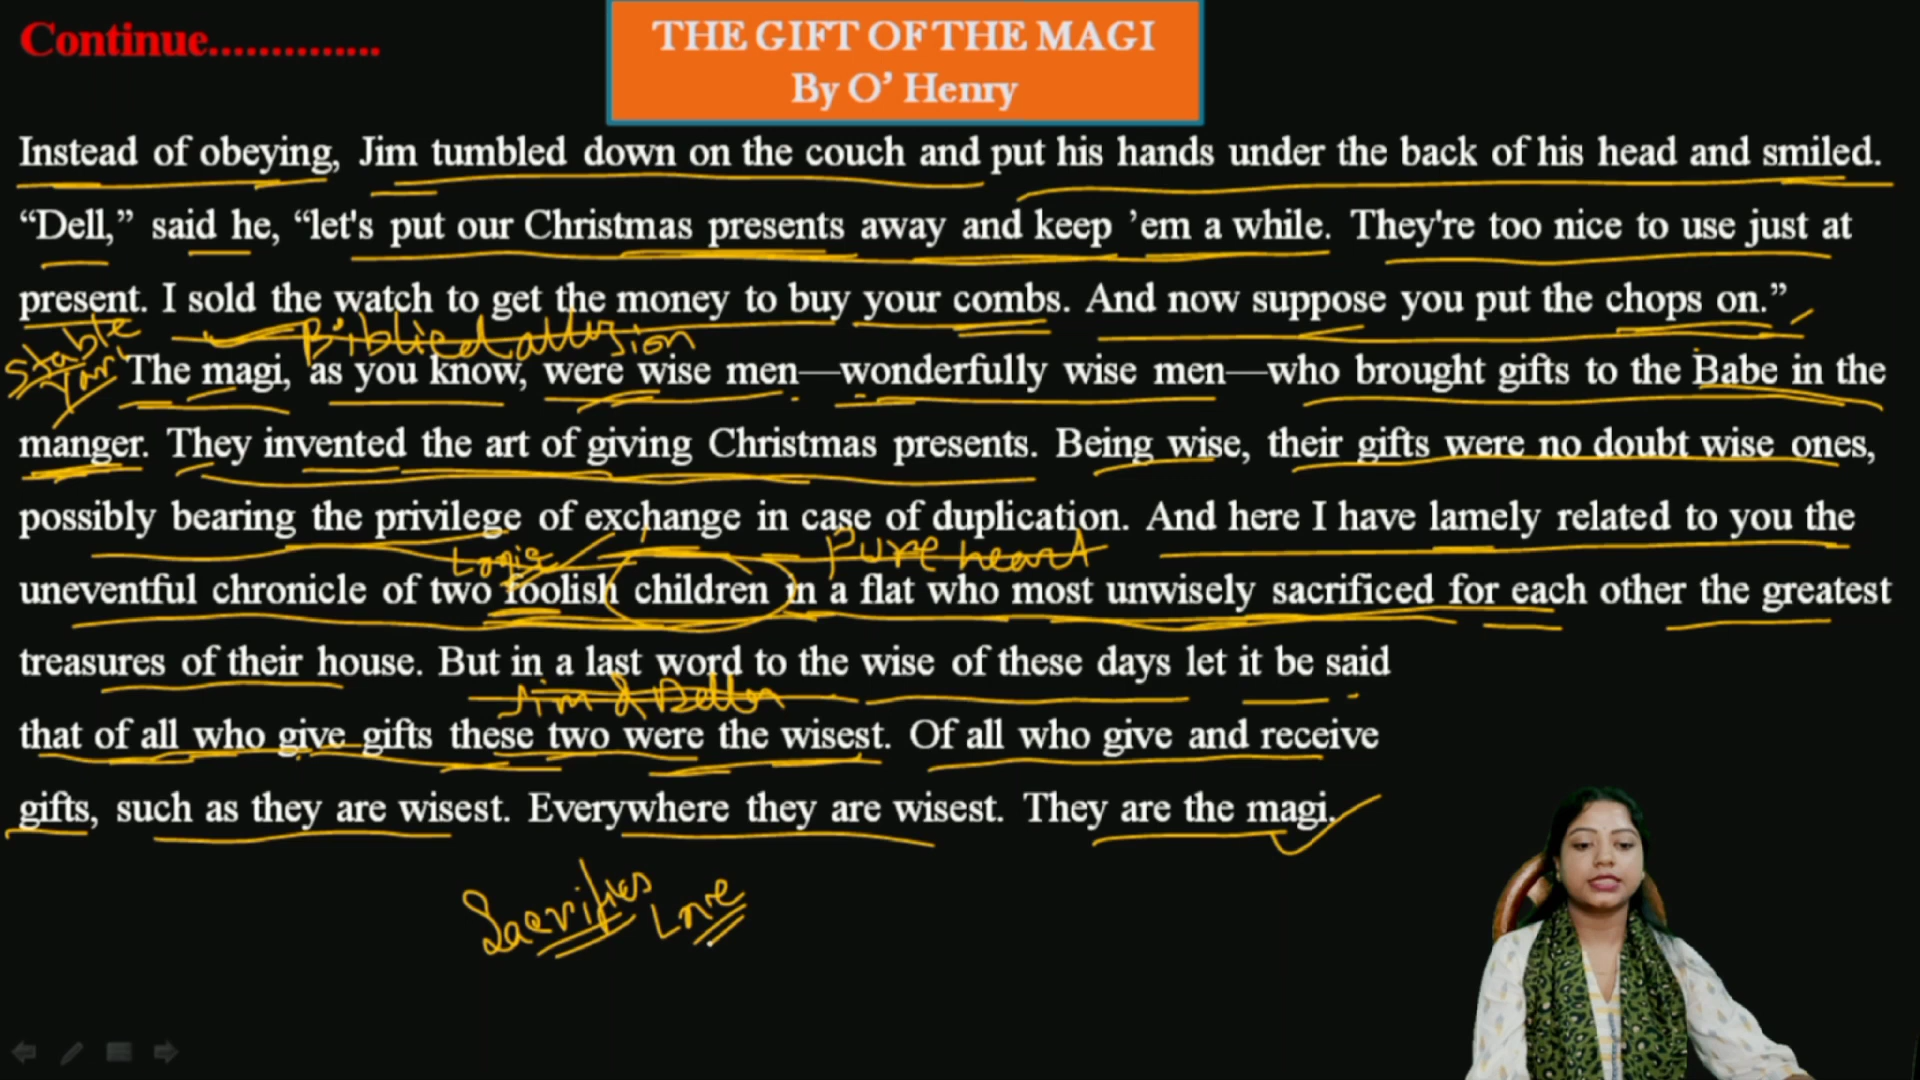 Continue..............
THE GIFT OF THE MAGI
By O’ Henry
Instead of obeying, Jim tumbled down on the couch and put his hands under the back of his head and smiled.
“Dell,” said he, “let's put our Christmas presents away and keep ’em a while. They're too nice to use just at
present. I sold the watch to get the money to buy your combs. And now suppose you put the chops on.”
Stable
Biblical allusion
The magi, as you know, were wise men—wonderfully wise men—who brought gifts to the Babe in the
manger. They invented the art of giving Christmas presents. Being wise, their gifts were no doubt wise ones,
possibly bearing the privilege of exchange in case of duplication. And here I have lamely related to you the
Logic
Pure heart
uneventful chronicle of two foolish children in a flat who most unwisely sacrificed for each other the greatest
treasures of their house. But in a last word to the wise of these days let it be said
Jim & Della
that of all who give gifts these two were the wisest. Of all who give and receive
gifts, such as they are wisest. Everywhere they are wisest. They are the magi.
Love